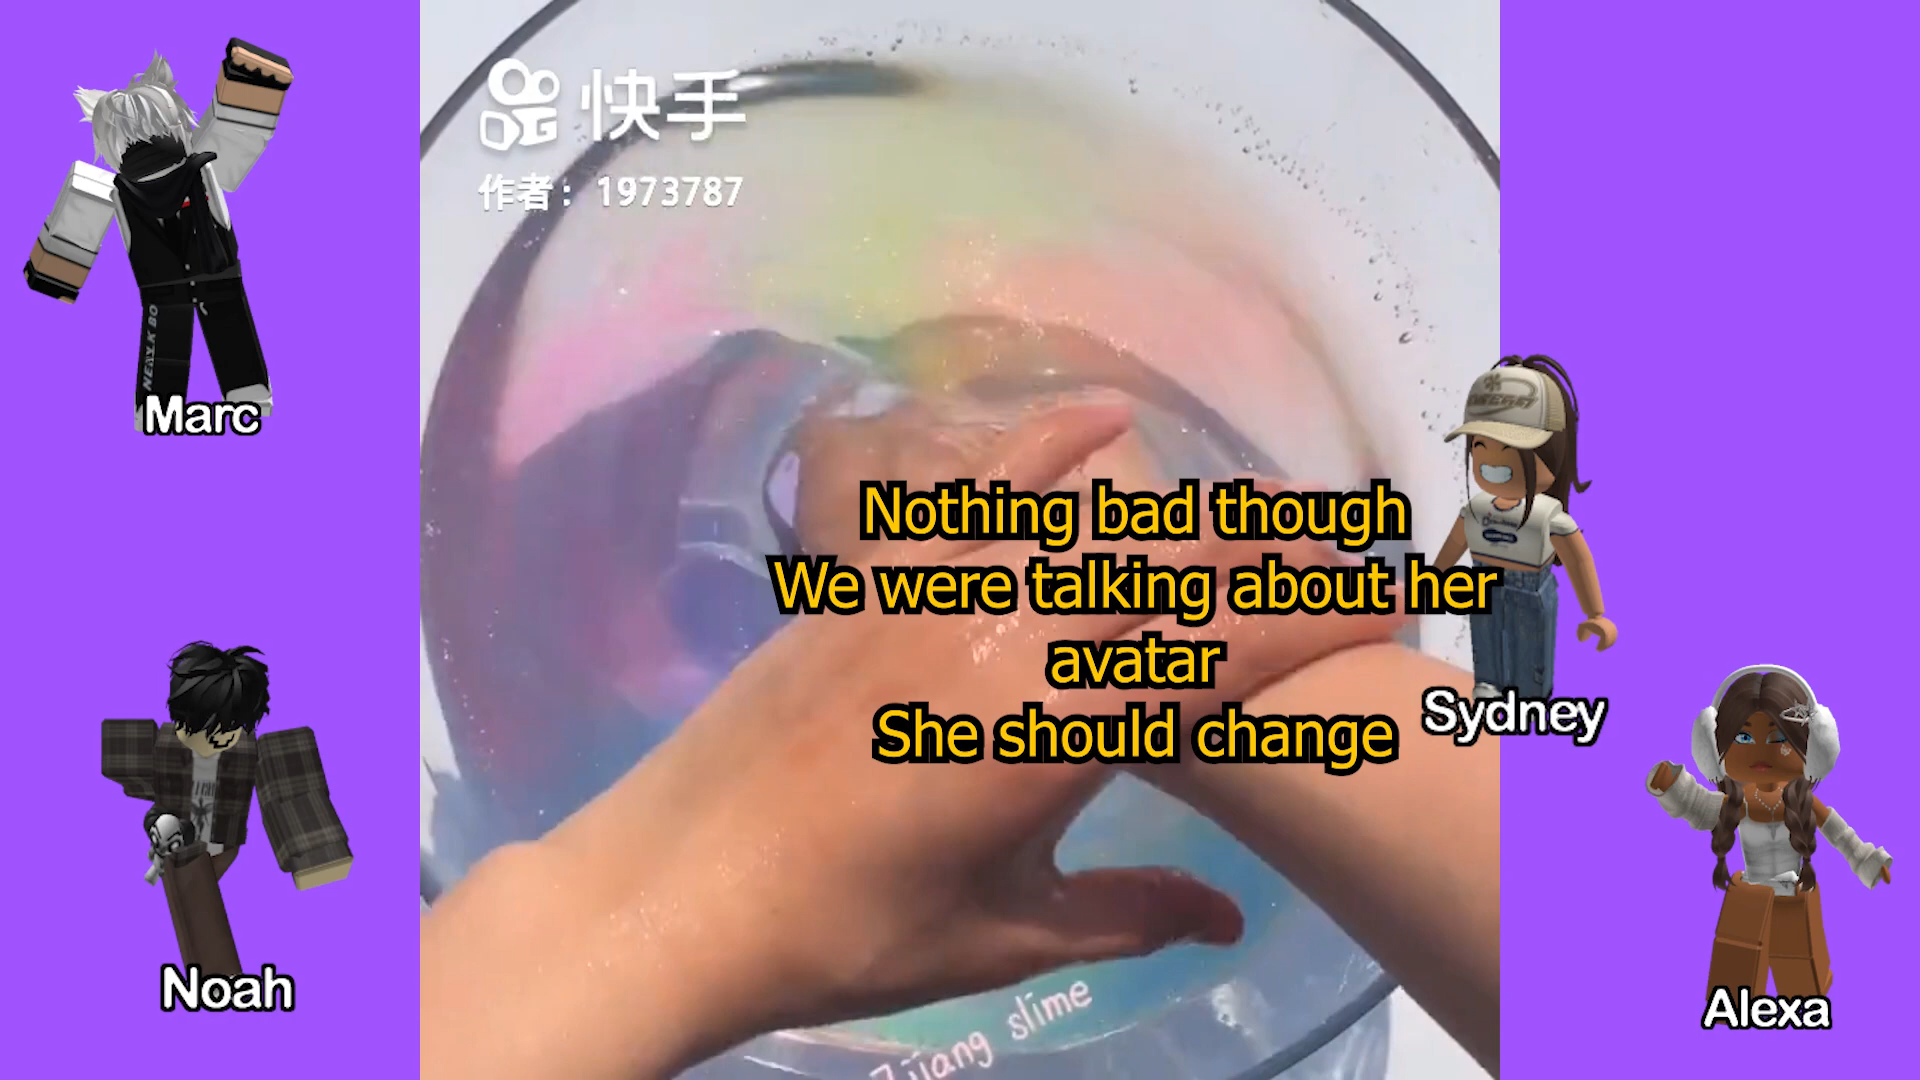 快手
作者：1973787
Marc
Nothing bad though
We were talking about her
avatar
She should change
Sydney
Noah
Alexa
Zijiang slime